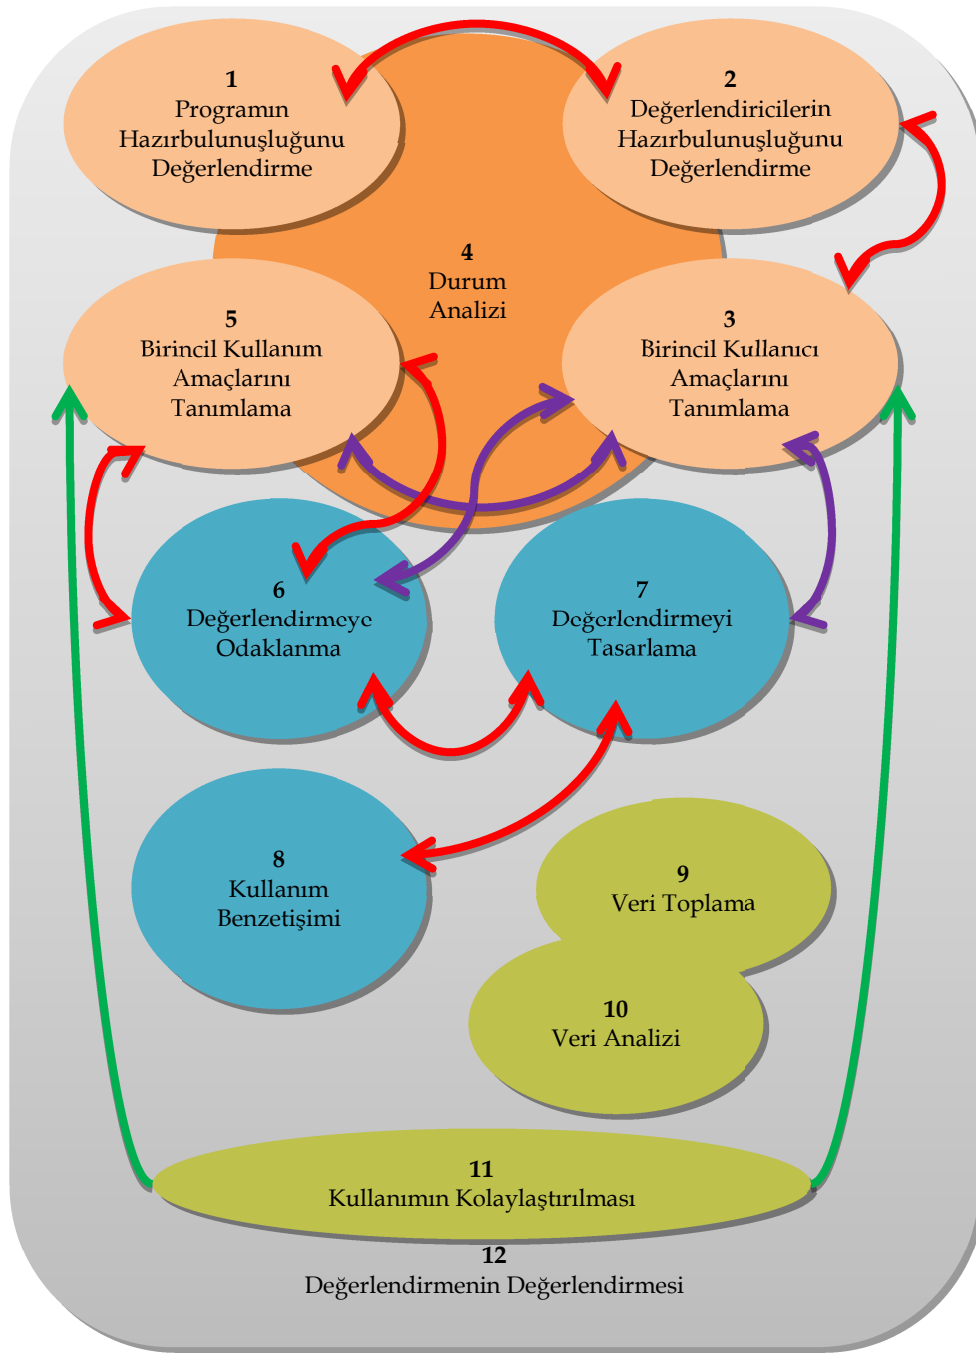 1
Programın
Hazırbulunuşluğunu
Değerlendirme
2
Değerlendiricilerin
Hazırbulunuşluğunu
Değerlendirme
4
Durum
Analizi
5
Birincil Kullanım
Amaçlarını
Tanımlama
3
Birincil Kullanıcı
Amaçlarını
Tanımlama
6
Değerlendirmeye
Odaklanma
7
Değerlendirmeyi
Tasarlama
8
Kullanım
Benzetişimi
9
Veri Toplama
10
Veri Analizi
11
Kullanımın Kolaylaştırılması
12
Değerlendirmenin Değerlendirmesi